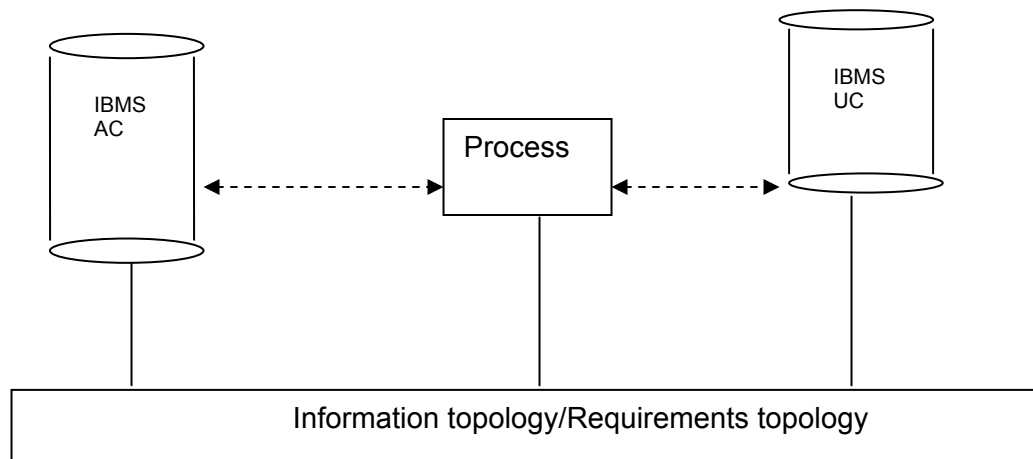 IBMS
AC
Process
IBMS
UC
Information topology/Requirements topology